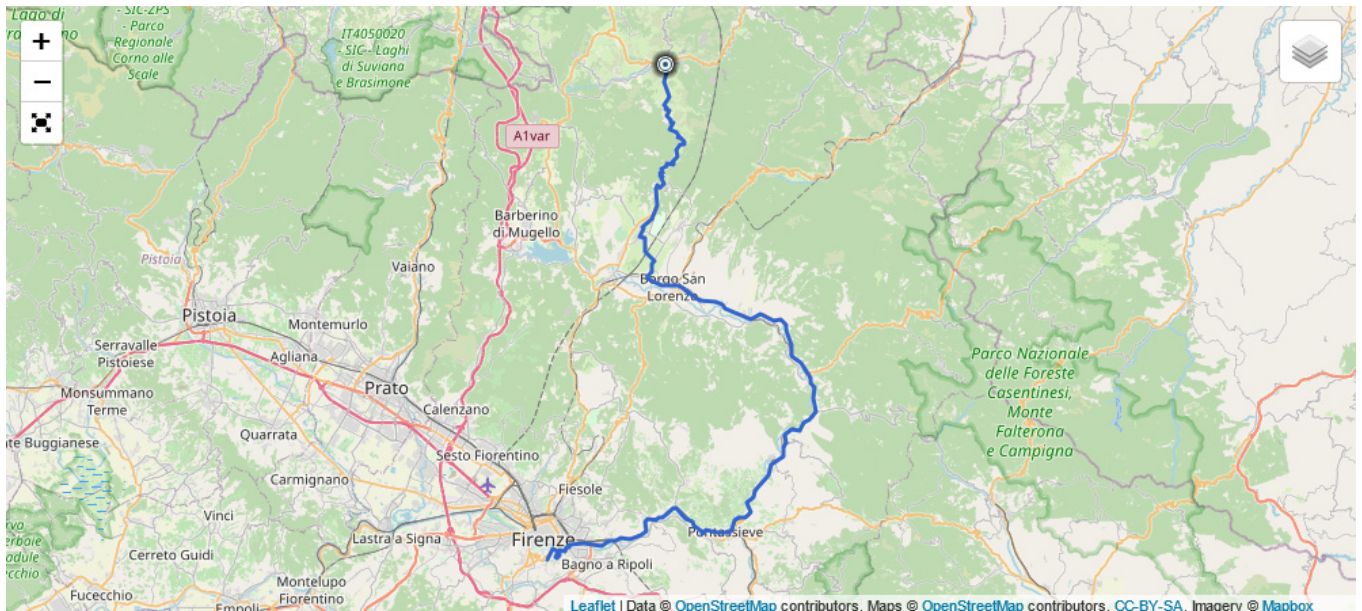 Lago di
- SIC-ZPS
- Parco
Regionale
Corno alle
Scale
IT4050020
- SIC - Laghi
di Suviana
e Brasimone
+
−
A1var
Barberino
di Mugello
Pistoia
Vaiano
Borgo San
Lorenzo
Pistoia
Montemurlo
Serravalle
Pistoiese
Agliana
Prato
Monsummano
Terme
Calenzano
Parco Nazionale
delle Foreste
Casentinesi,
Monte
Falterona
e Campigna
Buggianese
Quarrata
Sesto Fiorentino
Carmignano
Fiesole
Vinci
Lastra a Signa
Firenze
Pontassieve
Cerreto Guidi
Bagno a Ripoli
Montelupo
Fiorentino
Fucecchio
Empoli
Leaflet | Data © OpenStreetMap contributors, Maps © OpenStreetMap contributors, CC-BY-SA, Imagery © Mapbox